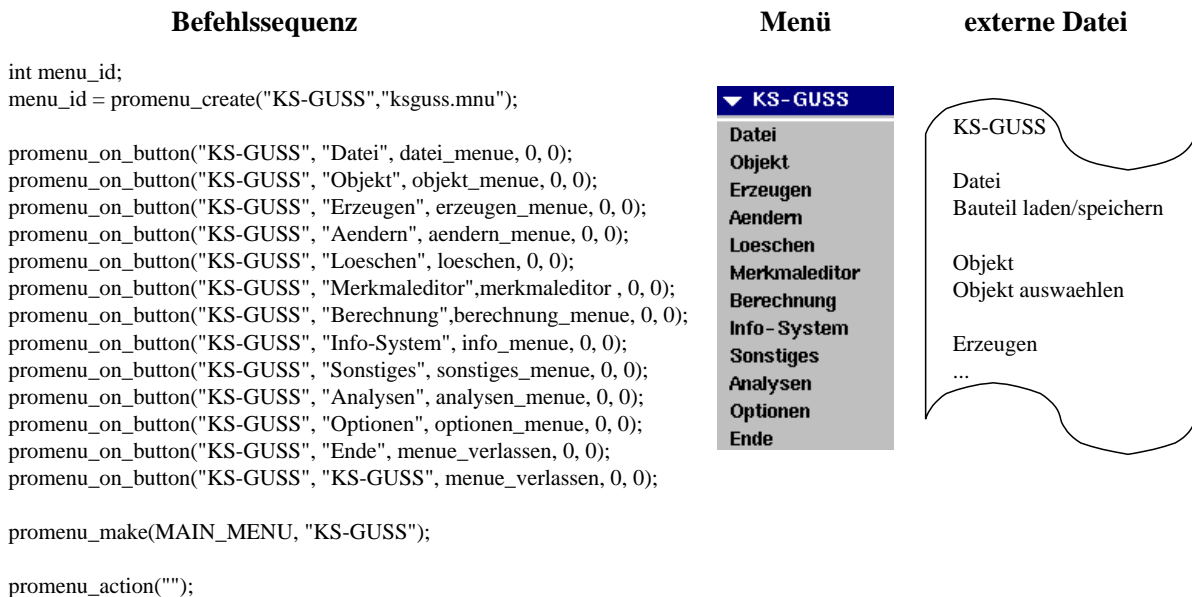 Befehlssequenz
Menü
externe Datei
int menu_id;
menu_id = promenu_create("KS-GUSS","ksguss.mnu");
promenu_on_button("KS-GUSS", "Datei", datei_menue, 0, 0);
promenu_on_button("KS-GUSS", "Objekt", objekt_menue, 0, 0);
promenu_on_button("KS-GUSS", "Erzeugen", erzeugen_menue, 0, 0);
promenu_on_button("KS-GUSS", "Aendern", aendern_menue, 0, 0);
promenu_on_button("KS-GUSS", "Loeschen", loeschen, 0, 0);
promenu_on_button("KS-GUSS", "Merkmaleditor",merkmaleditor , 0, 0);
promenu_on_button("KS-GUSS", "Berechnung",berechnung_menue, 0, 0);
promenu_on_button("KS-GUSS", "Info-System", info_menue, 0, 0);
promenu_on_button("KS-GUSS", "Sonstiges", sonstiges_menue, 0, 0);
promenu_on_button("KS-GUSS", "Analysen", analysen_menue, 0, 0);
promenu_on_button("KS-GUSS", "Optionen", optionen_menue, 0, 0);
promenu_on_button("KS-GUSS", "Ende", menue_verlassen, 0, 0);
promenu_on_button("KS-GUSS", "KS-GUSS", menue_verlassen, 0, 0);
promenu_make(MAIN_MENU, "KS-GUSS");
promenu_action("");
KS-GUSS
Datei
Objekt
Erzeugen
Aendern
Loeschen
Merkmaleditor
Berechnung
Info-System
Sonstiges
Analysen
Optionen
Ende
KS-GUSS
Datei
Bauteil laden/speichern
Objekt
Objekt auswaehlen
Erzeugen
...